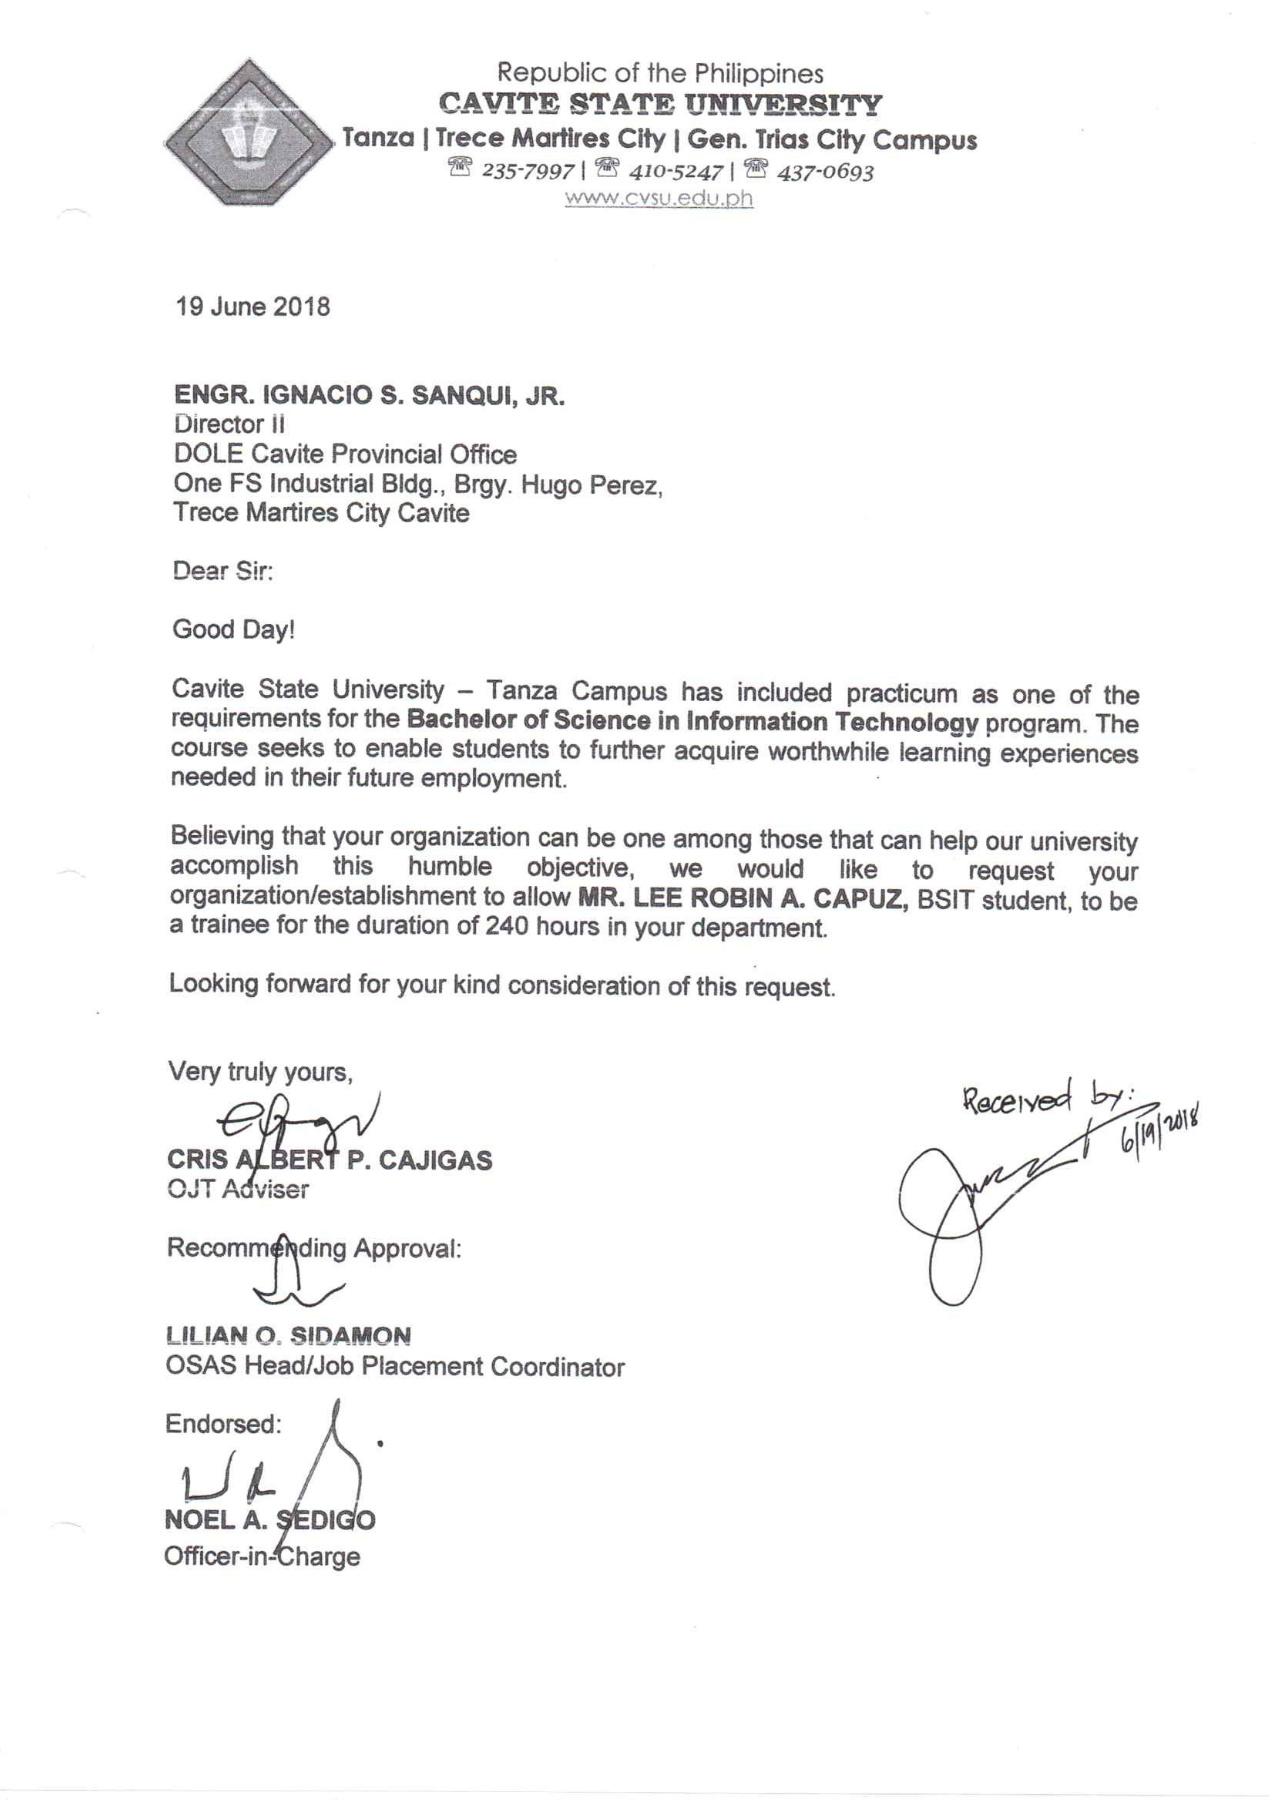 Republic of the Philippines
CAVITE STATE UNIVERSITY
Tanza | Trece Martires City | Gen. Trias City Campus
☎ 235-7997 | ☎ 410-5247 | ☎ 437-0693
www.cvsu.edu.ph
19 June 2018
ENGR. IGNACIO S. SANQUI, JR.
Director II
DOLE Cavite Provincial Office
One FS Industrial Bldg., Brgy. Hugo Perez,
Trece Martires City Cavite
Dear Sir:
Good Day!
Cavite State University – Tanza Campus has included practicum as one of the
requirements for the Bachelor of Science in Information Technology program. The
course seeks to enable students to further acquire worthwhile learning experiences
needed in their future employment.
Believing that your organization can be one among those that can help our university
accomplish this humble objective, we would like to request your
organization/establishment to allow MR. LEE ROBIN A. CAPUZ, BSIT student, to be
a trainee for the duration of 240 hours in your department.
Looking forward for your kind consideration of this request.
Very truly yours,
Received by:
6/19/2018
CRIS ALBERT P. CAJIGAS
OJT Adviser
Recommending Approval:
LILIAN O. SIDAMON
OSAS Head/Job Placement Coordinator
Endorsed:
NOEL A. SEDIGO
Officer-in-Charge